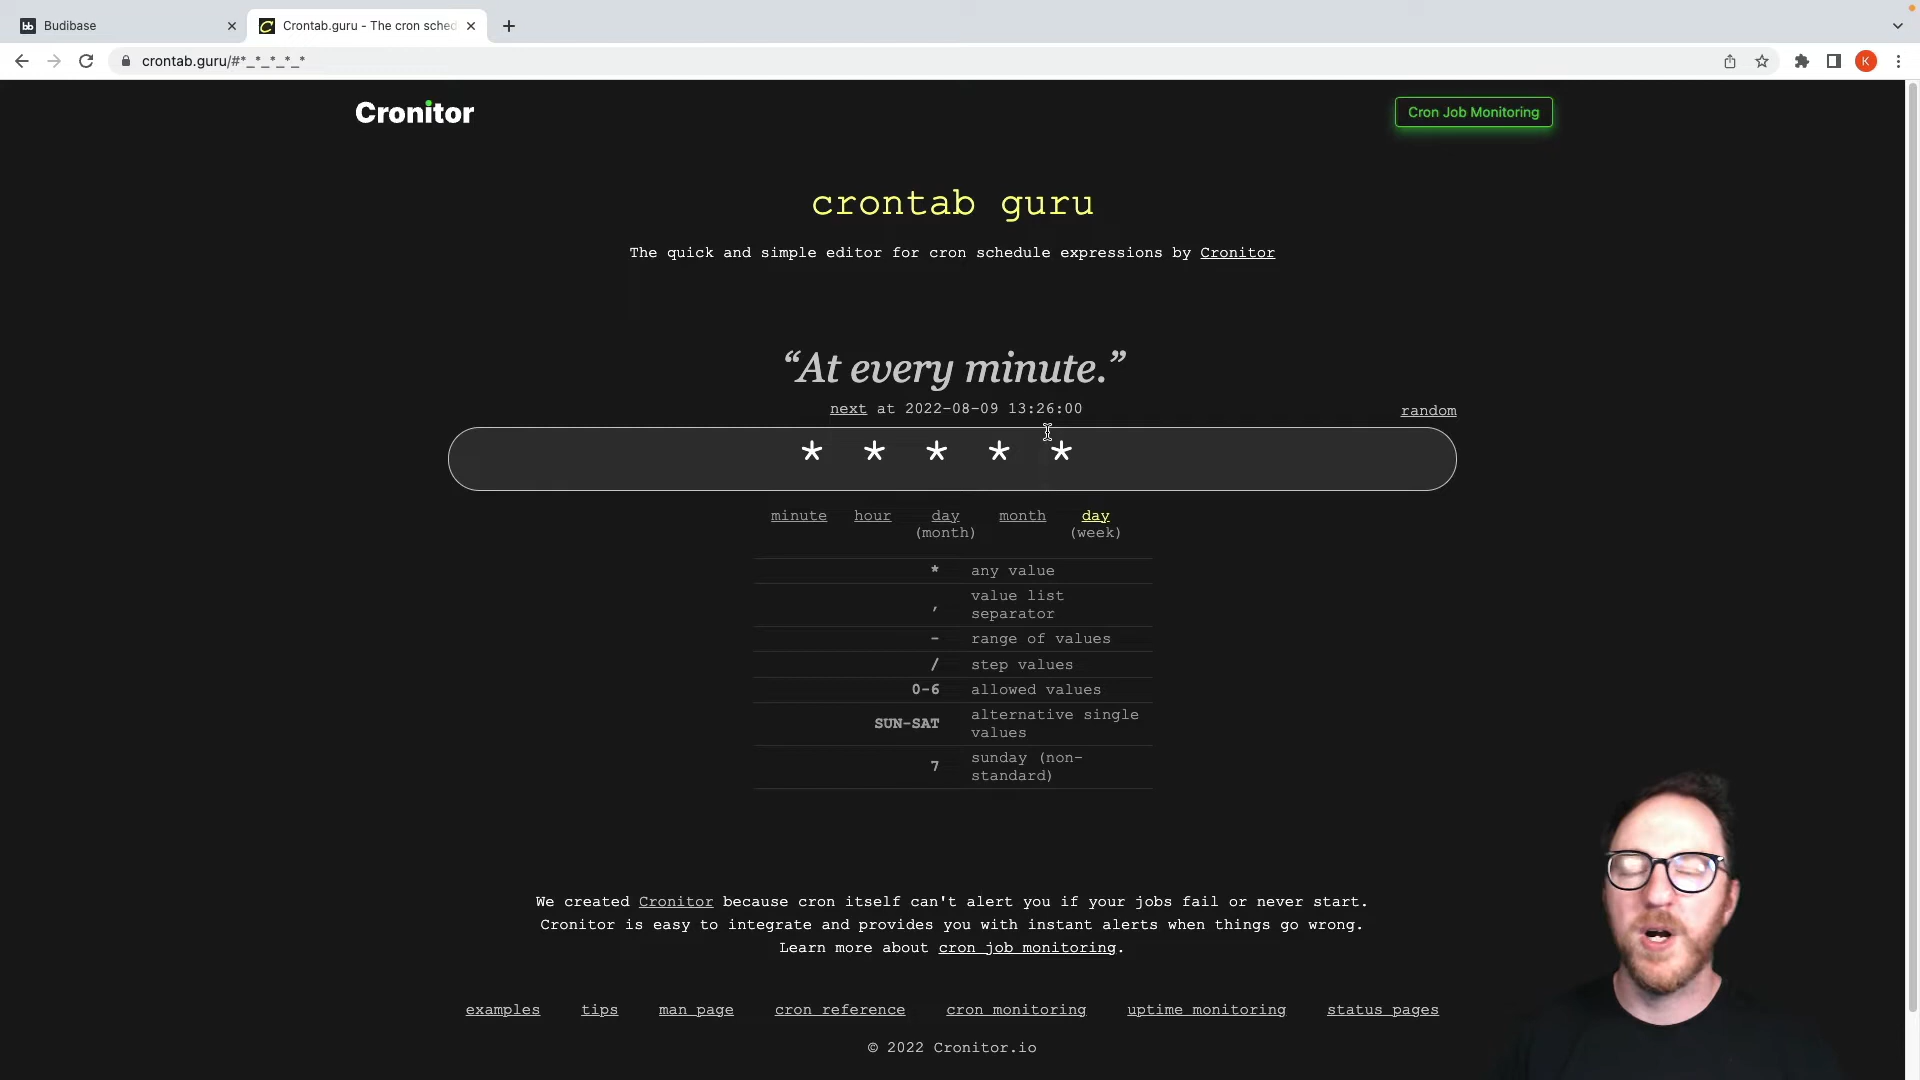 Budibase
Crontab.guru - The cron sched
crontab.guru/#*_*_*_*_*
K
Cronitor
Cron Job Monitoring
crontab guru
The quick and simple editor for cron schedule expressions by Cronitor
“At every minute.”
next at 2022-08-09 13:26:00
random
* * * * *
minute hour day (month) month day (week)
* any value
, value list
separator
- range of values
/ step values
0-6 allowed values
SUN-SAT alternative single
values
7 sunday (non-
standard)
We created Cronitor because cron itself can't alert you if your jobs fail or never start.
Cronitor is easy to integrate and provides you with instant alerts when things go wrong.
Learn more about cron job monitoring.
examples tips man page cron reference cron monitoring uptime monitoring status pages
© 2022 Cronitor.io